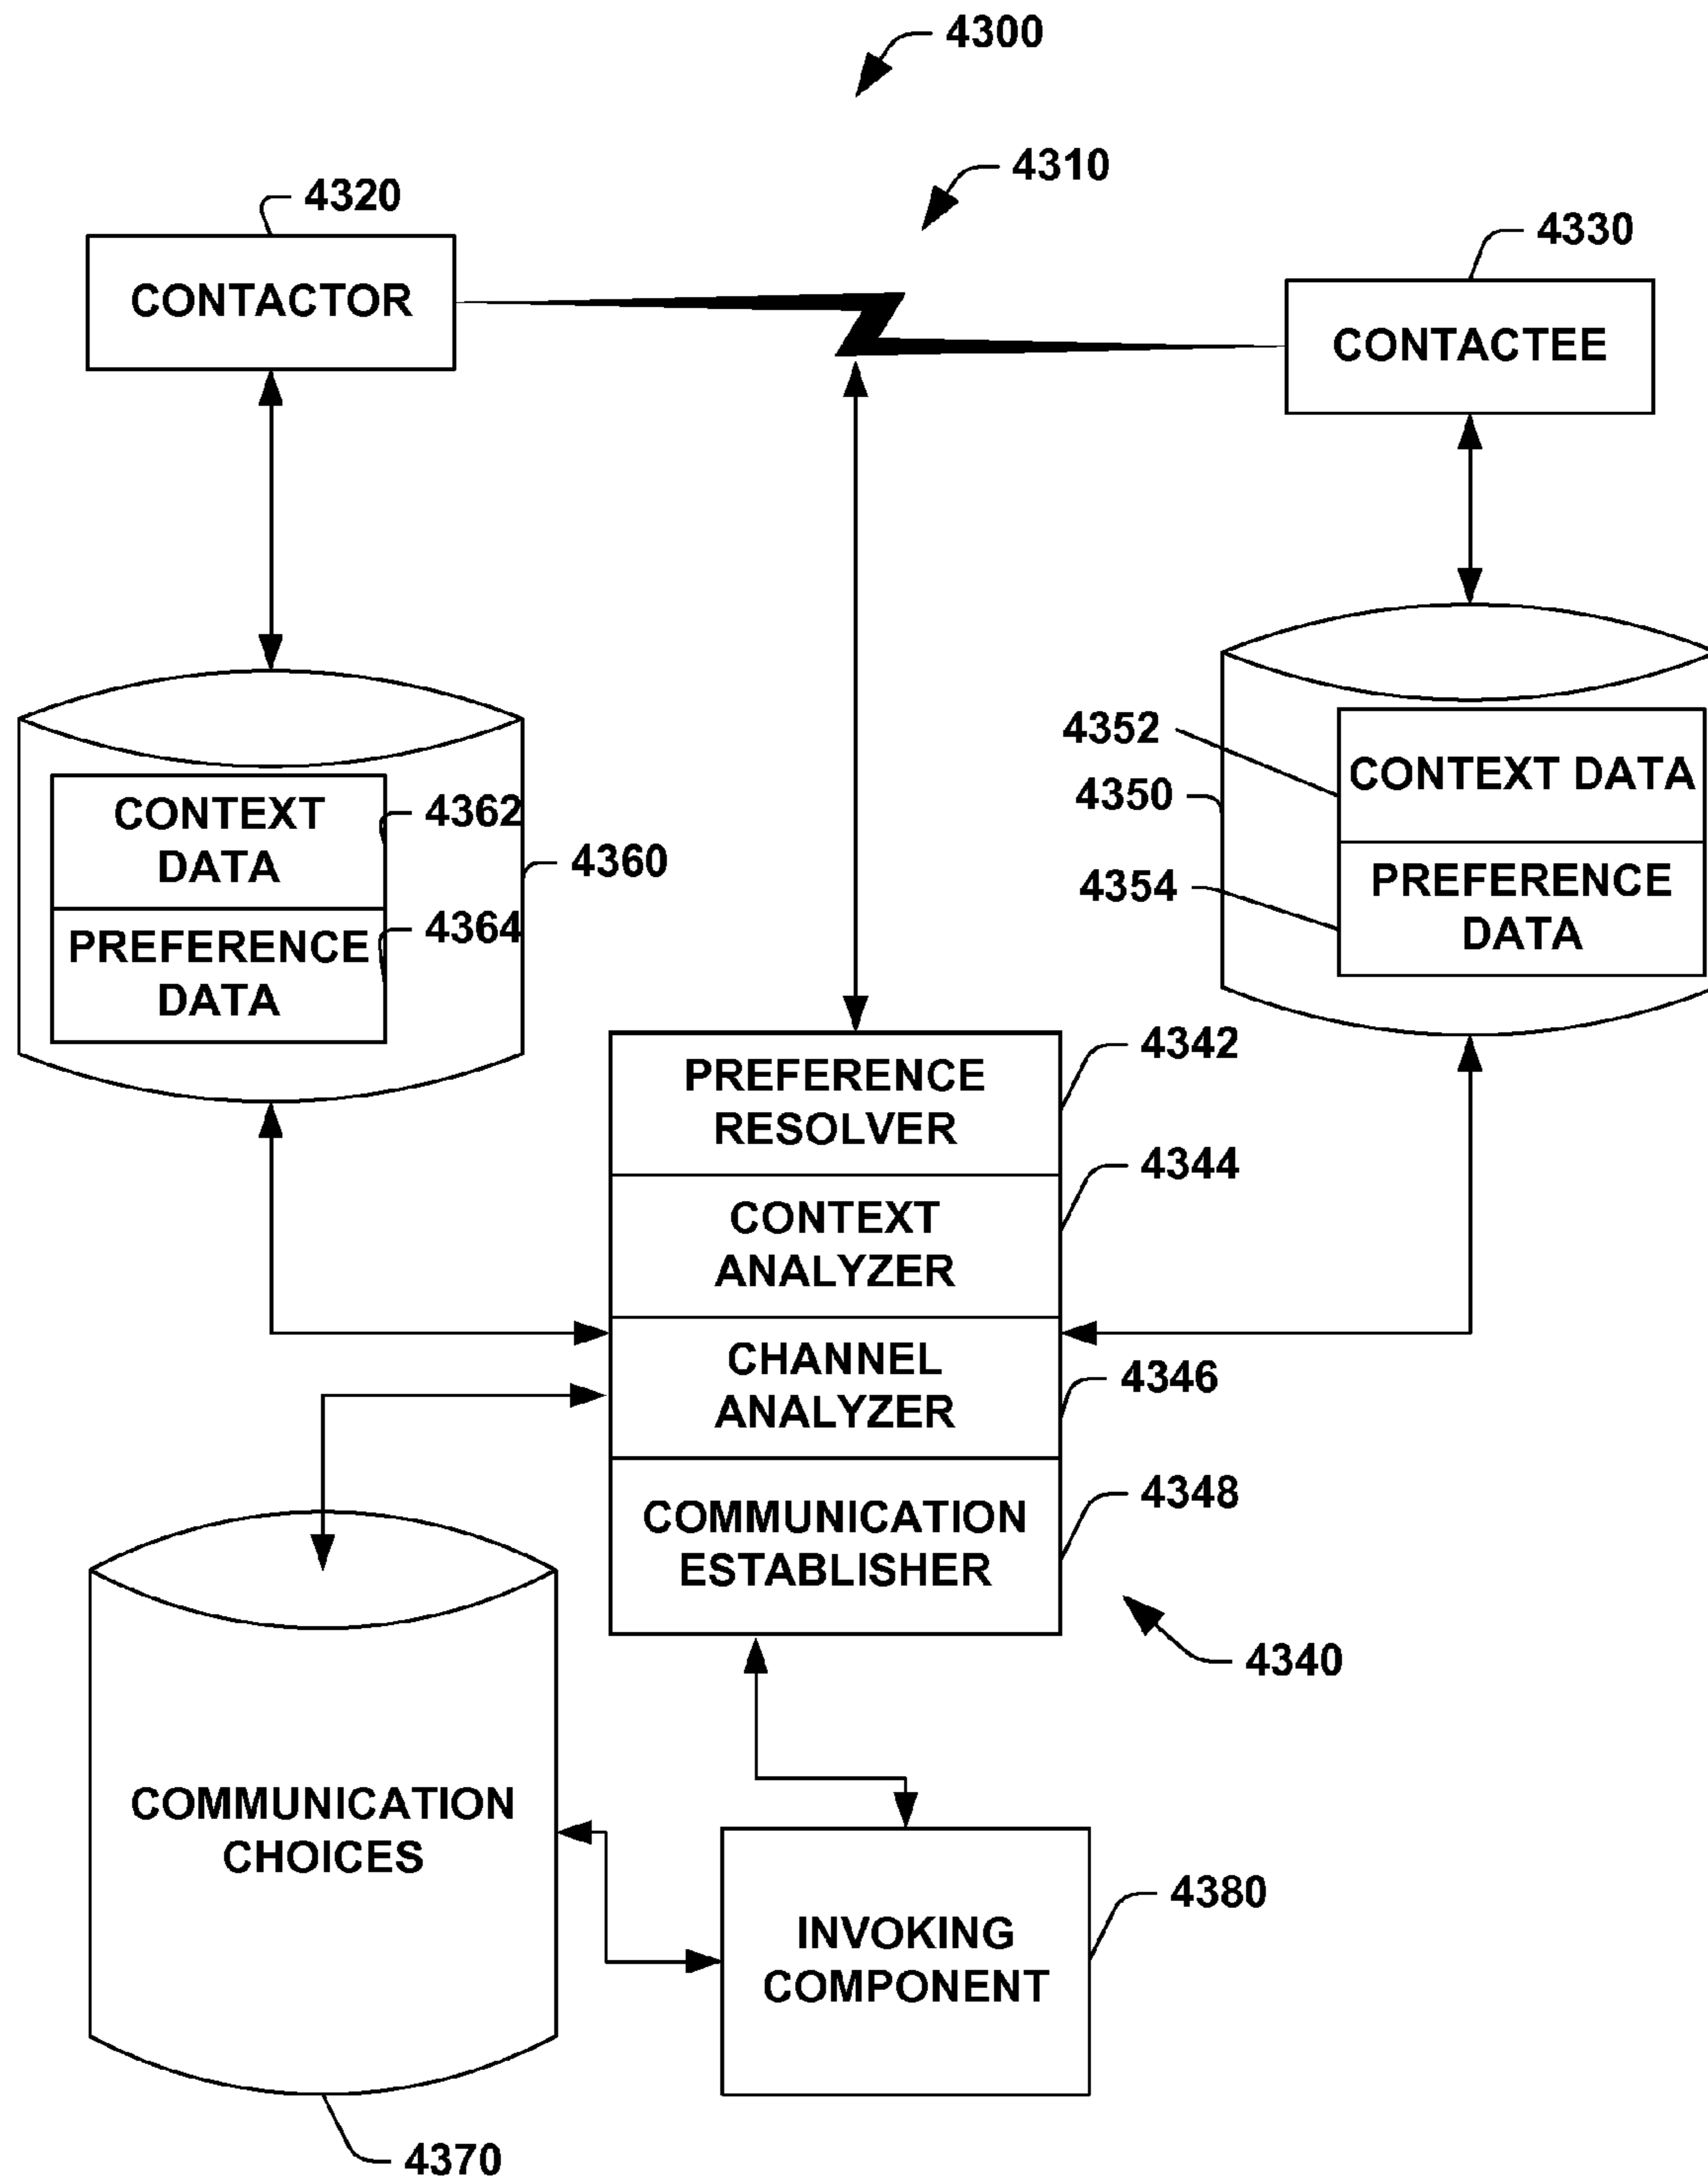 4300
4310
4320
4330
CONTACTOR
CONTACTEE
4352
4350
4354
CONTEXT DATA
PREFERENCE
DATA
CONTEXT
DATA
4362
4360
PREFERENCE
DATA
4364
PREFERENCE
RESOLVER
4342
CONTEXT
ANALYZER
4344
CHANNEL
ANALYZER
4346
COMMUNICATION
ESTABLISHER
4348
4340
COMMUNICATION
CHOICES
4370
INVOKING
COMPONENT
4380